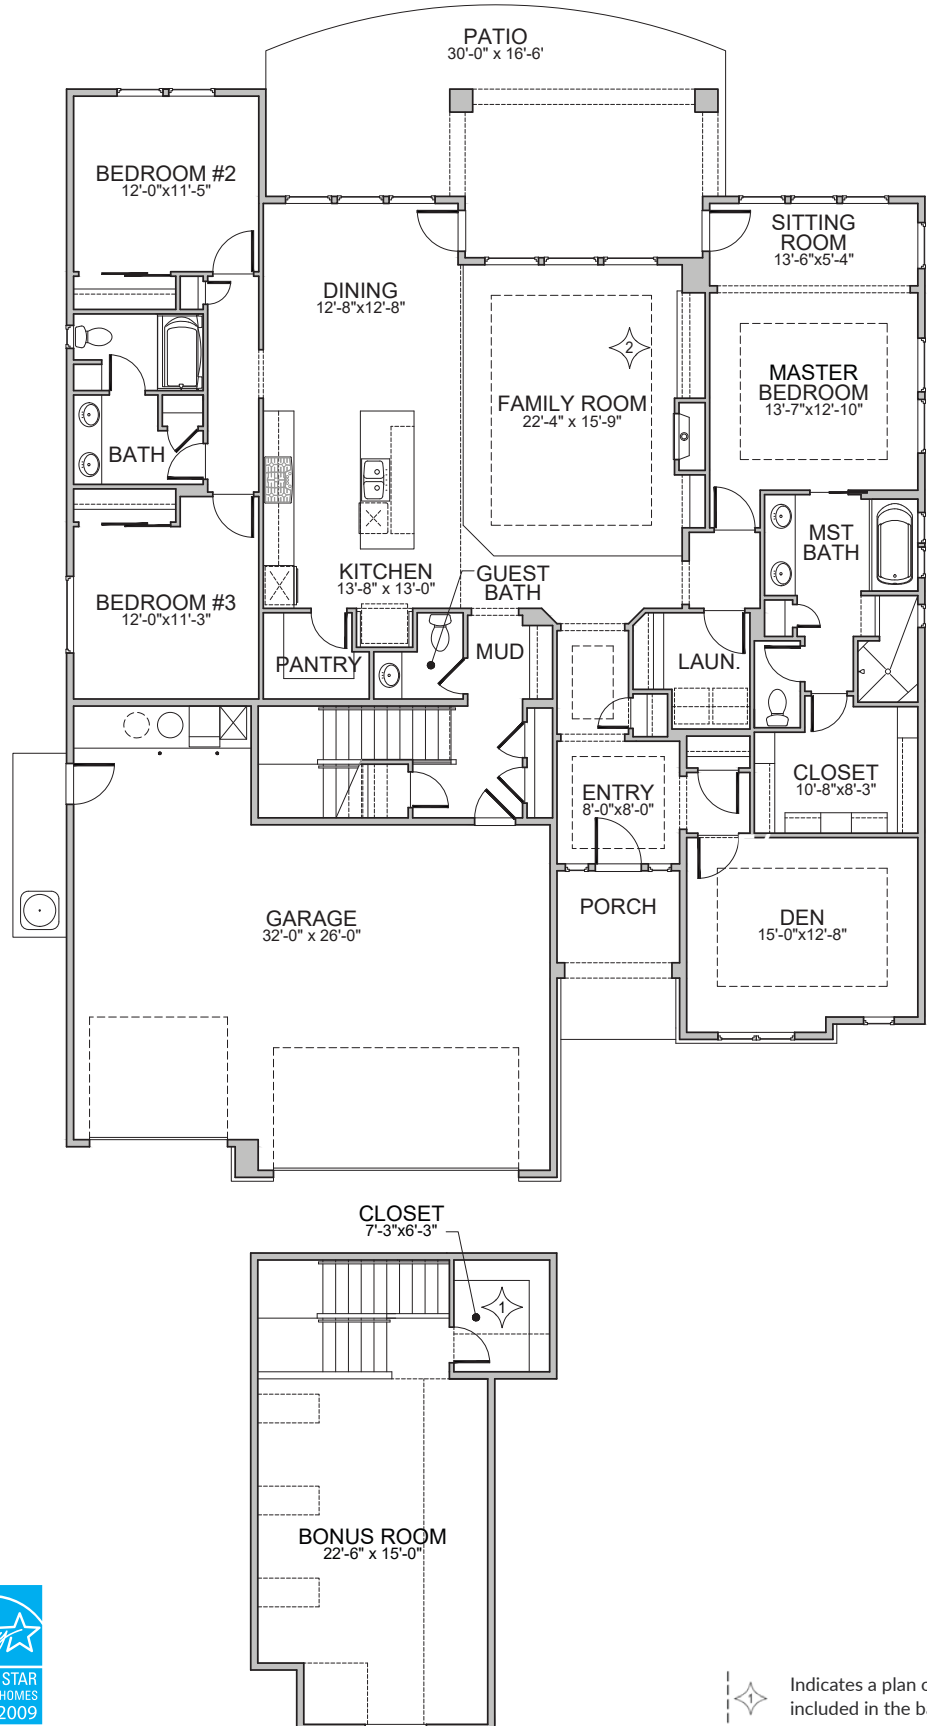 PATIO
30'-0" x 16'-6'
BEDROOM #2
12'-0"x11'-5"
SITTING
ROOM
13'-6"x5'-4"
DINING
12'-8"x12'-8"
2
MASTER
BEDROOM
13'-7"x12'-10"
FAMILY ROOM
22'-4" x 15'-9"
BATH
MST
BATH
KITCHEN
13'-8" x 13'-0"
GUEST
BATH
BEDROOM #3
12'-0"x11'-3"
PANTRY
MUD
LAUN.
ENTRY
8'-0"x8'-0"
CLOSET
10'-8"x8'-3"
PORCH
GARAGE
32'-0" x 26'-0"
DEN
15'-0"x12'-8"
CLOSET
7'-3"x6'-3"
1
BONUS ROOM
22'-6" x 15'-0"
STAR
HOMES
2009
1
Indicates a plan
included in the